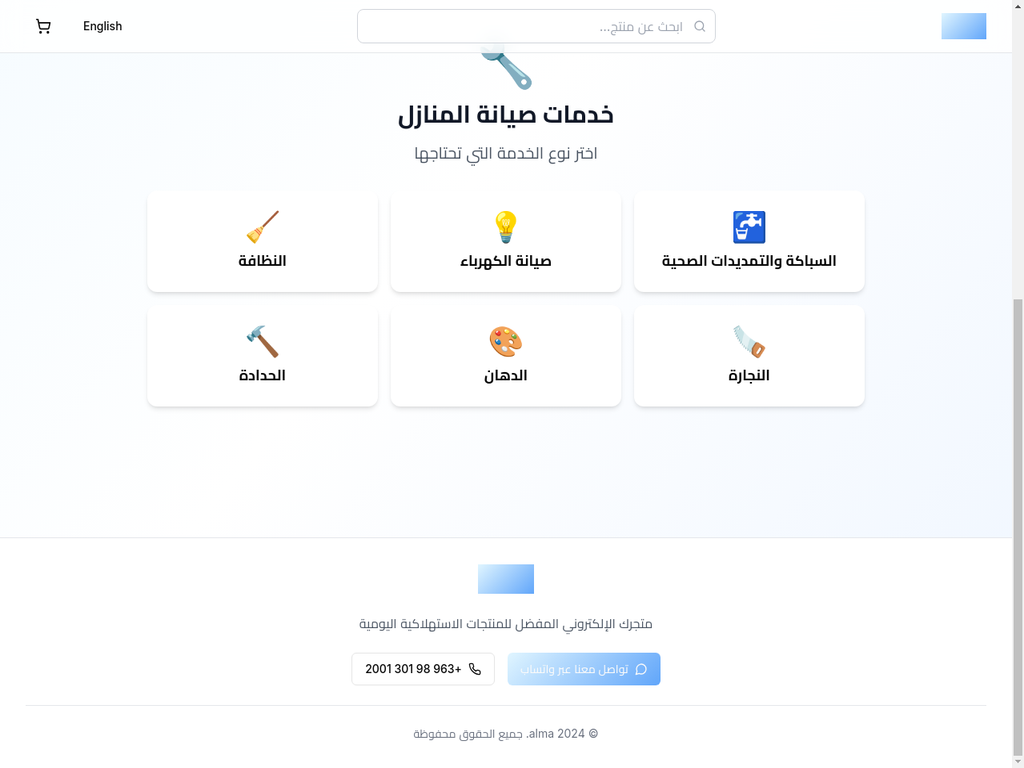 ابحث عن منتج...
English
خدمات صيانة المنازل
اختر نوع الخدمة التي تحتاجها
السباكة والتمديدات الصحية
صيانة الكهرباء
النظافة
النجارة
الدهان
الحدادة
متجرك الإلكتروني المفضل للمنتجات الاستهلاكية اليومية
تواصل معنا عبر واتساب
+963 98 301 2001
© 2024 alma. جميع الحقوق محفوظة